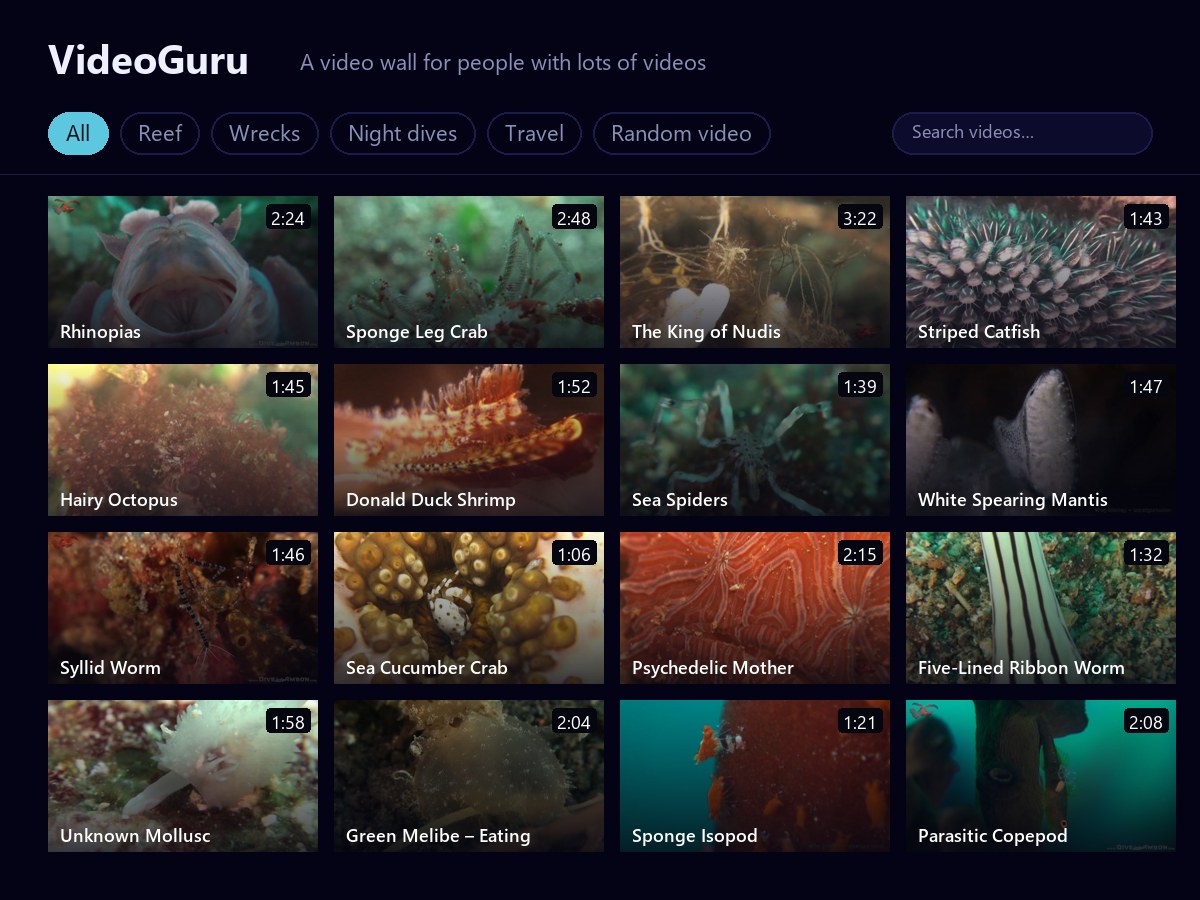 VideoGuru
A video wall for people with lots of videos
All
Reef
Wrecks
Night dives
Travel
Random video
Search videos...
2:24
Rhinopias
2:48
Sponge Leg Crab
3:22
The King of Nudis
1:43
Striped Catfish
1:45
Hairy Octopus
1:52
Donald Duck Shrimp
1:39
Sea Spiders
1:47
White Spearing Mantis
1:46
Syllid Worm
1:06
Sea Cucumber Crab
2:15
Psychedelic Mother
1:32
Five-Lined Ribbon Worm
1:58
Unknown Mollusc
2:04
Green Melibe – Eating
1:21
Sponge Isopod
2:08
Parasitic Copepod